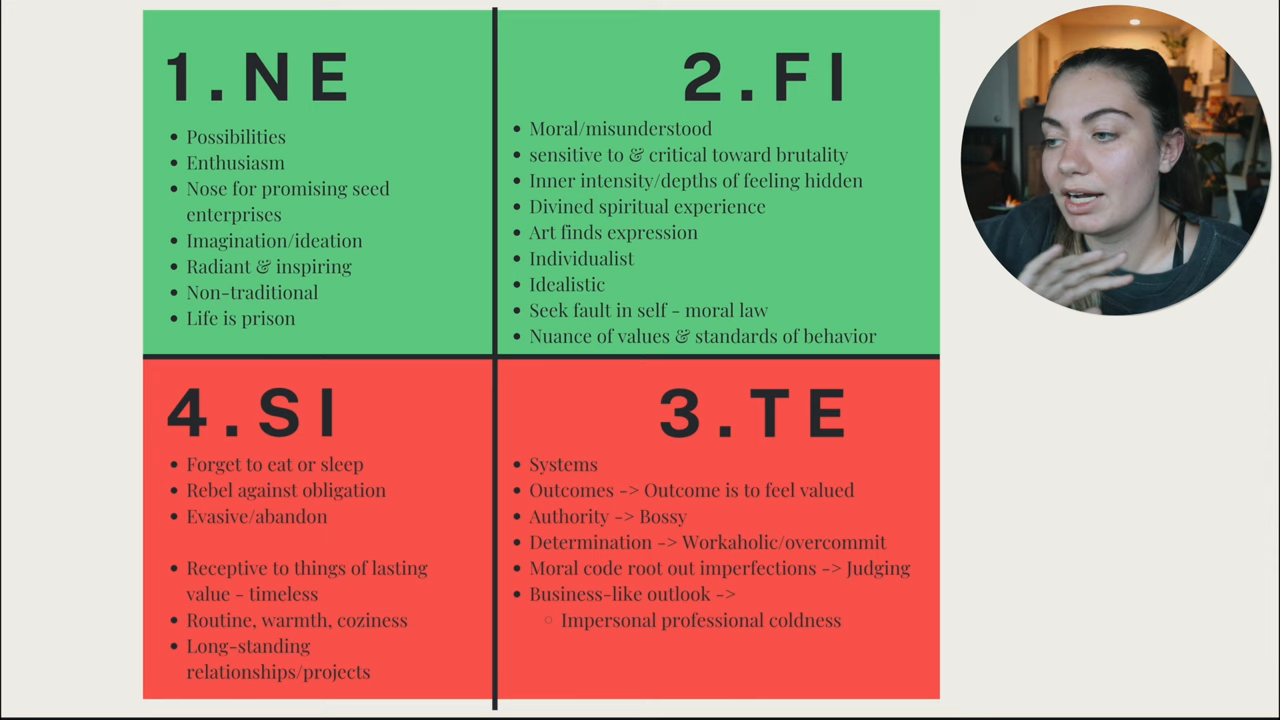 1.NE
Possibilities
Enthusiasm
Nose for promising seed
enterprises
Imagination/ideation
Radiant & inspiring
Non-traditional
Life is prison
2.FI
Moral/misunderstood
sensitive to & critical toward brutality
Inner intensity/depths of feeling hidden
Divined spiritual experience
Art finds expression
Individualist
Idealistic
Seek fault in self - moral law
Nuance of values & standards of behavior
4.SI
Forget to eat or sleep
Rebel against obligation
Evasive/abandon
Receptive to things of lasting
value - timeless
Routine, warmth, coziness
Long-standing
relationships/projects
3.TE
Systems
Outcomes -> Outcome is to feel valued
Authority -> Bossy
Determination -> Workaholic/overcommit
Moral code root out imperfections -> Judging
Business-like outlook ->
Impersonal professional coldness